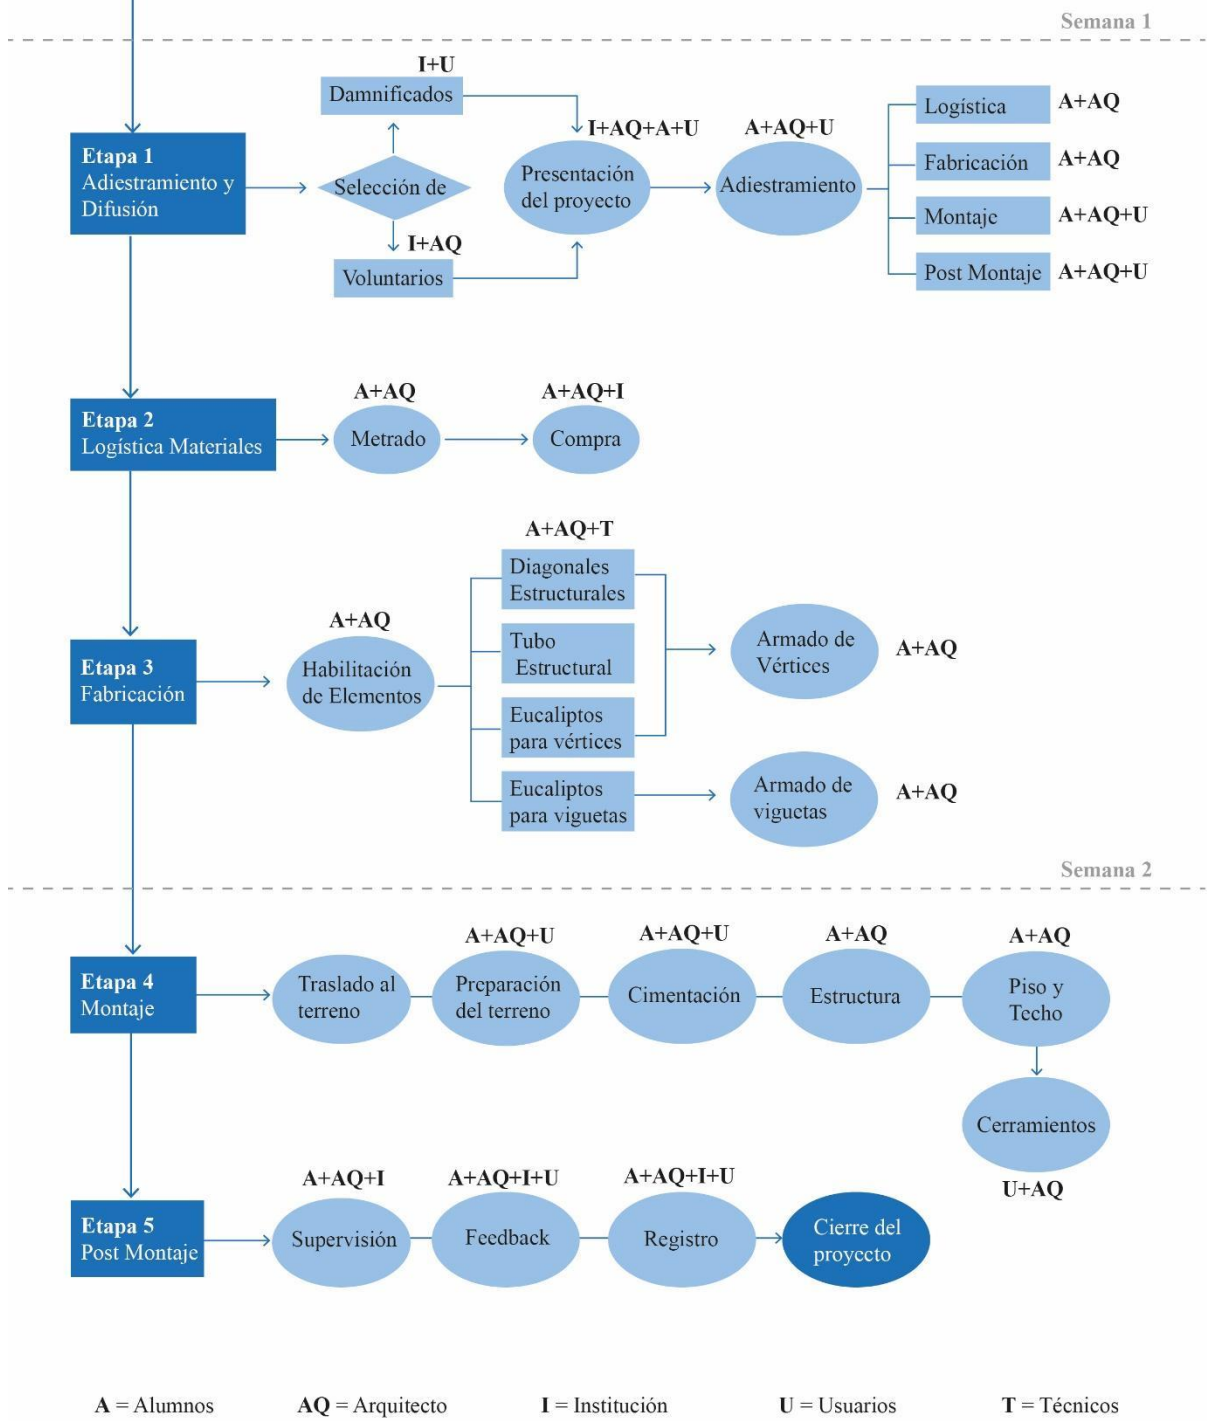 Semana 1
I+U
Damnificados
Etapa 1
Adiestramiento y
Difusión
Selección de
I+AQ
Voluntarios
I+AQ+A+U
Presentación
del proyecto
A+AQ+U
Adiestramiento
Logística
A+AQ
Fabricación
A+AQ
Montaje
A+AQ+U
Post Montaje
A+AQ+U
Etapa 2
Logística Materiales
A+AQ
Metrado
A+AQ+I
Compra
Etapa 3
Fabricación
A+AQ
Habilitación
de Elementos
A+AQ+T
Diagonales
Estructurales
Tubo
Estructural
Eucaliptos
para vértices
Eucaliptos
para viguetas
Armado de
Vértices
A+AQ
Armado de
viguetas
A+AQ
Semana 2
Etapa 4
Montaje
Traslado al
terreno
A+AQ+U
Preparación
del terreno
A+AQ+U
Cimentación
A+AQ
Estructura
A+AQ
Piso y
Techo
Cerramientos
U+AQ
Etapa 5
Post Montaje
A+AQ+I
Supervisión
A+AQ+I+U
Feedback
A+AQ+I+U
Registro
Cierre del
proyecto
A = Alumnos
AQ = Arquitecto
I = Institución
U = Usuarios
T = Técnicos